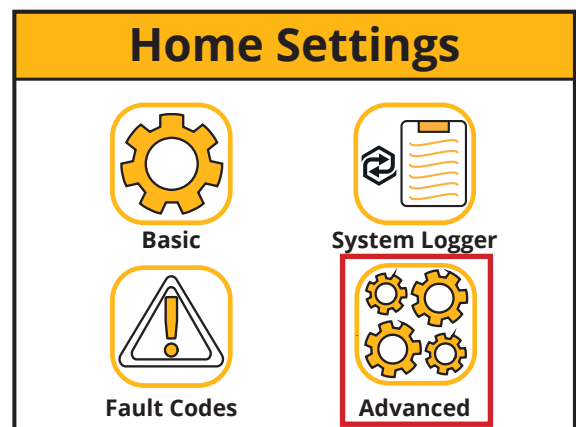 Home Settings
Basic
System Logger
Fault Codes
Advanced